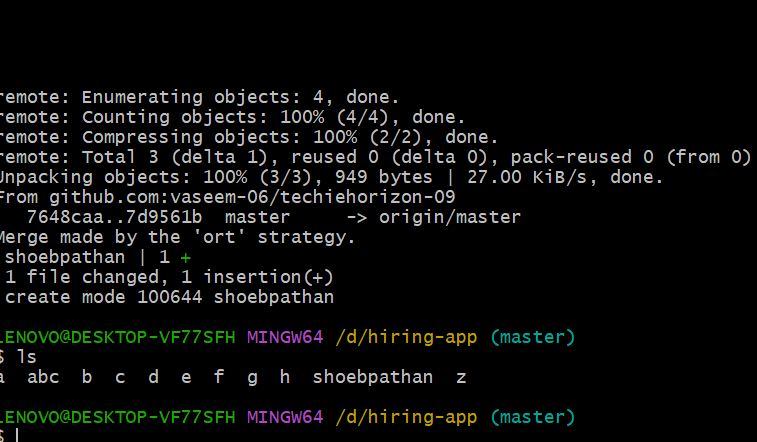 remote: Enumerating objects: 4, done.
remote: Counting objects: 100% (4/4), done.
remote: Compressing objects: 100% (2/2), done.
remote: Total 3 (delta 1), reused 0 (delta 0), pack-reused 0 (from 0)
Unpacking objects: 100% (3/3), 949 bytes | 27.00 KiB/s, done.
From github.com:vaseem-06/techiehorizon-09
   7648caa..7d9561b  master     -> origin/master
Merge made by the 'ort' strategy.
 shoebpathan | 1 +
 1 file changed, 1 insertion(+)
 create mode 100644 shoebpathan
LENOVO@DESKTOP-VF77SFH MINGW64 /d/hiring-app (master)
$ ls
a  abc  b  c  d  e  f  g  h  shoebpathan  z
LENOVO@DESKTOP-VF77SFH MINGW64 /d/hiring-app (master)
$